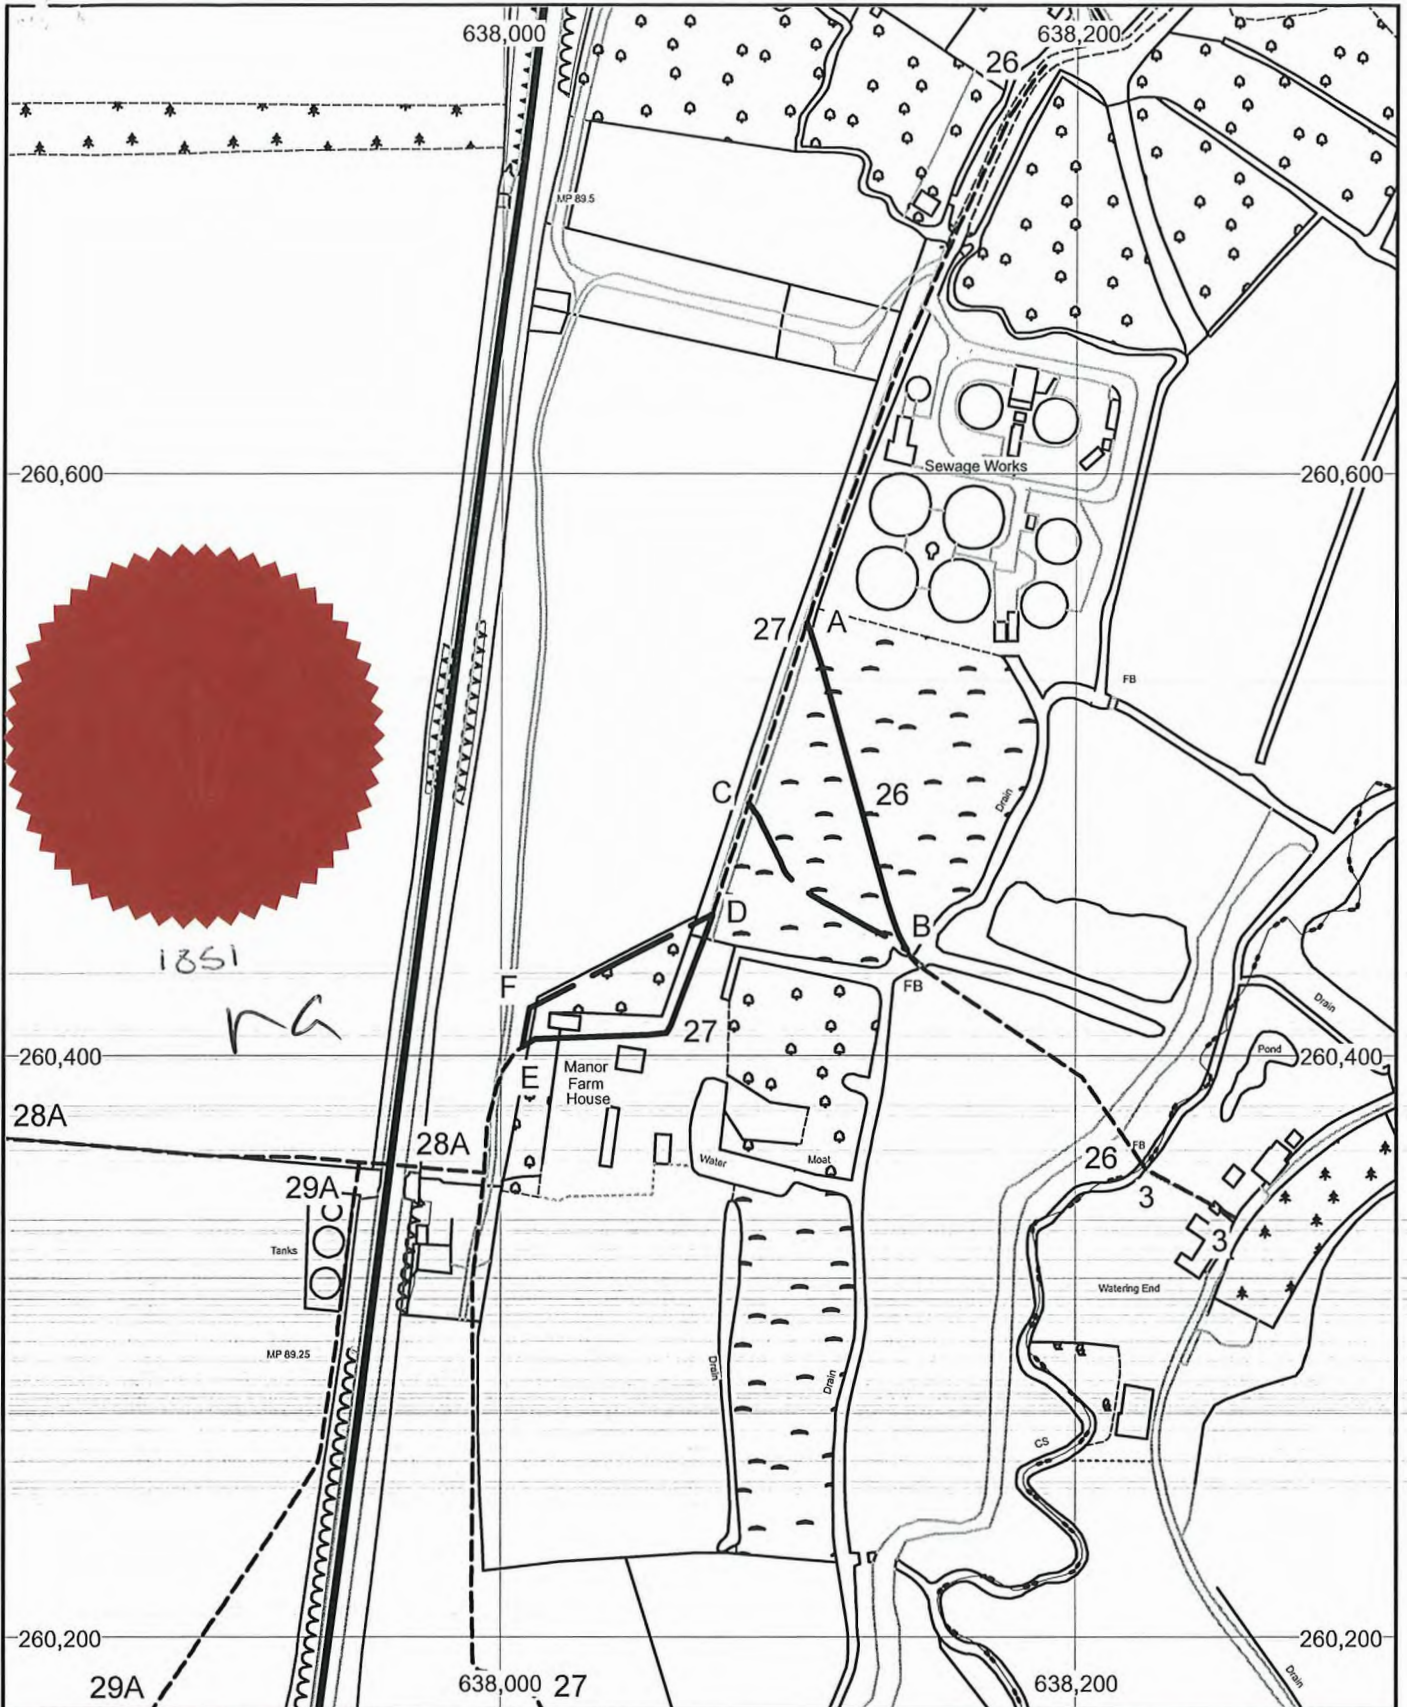 638,000
638,200
26
MP 89.5
260,600
260,600
Sewage Works
27
A
FB
C
26
Drain
D
B
1851
F
FB
Drain
27
260,400
Pond
260,400
E
Manor
Farm
House
28A
28A
FB
Water
Moat
26
29A
3
3
Tanks
Watering End
MP 89.25
Drain
Drain
CS
260,200
260,200
29A
638,000
27
638,200
Drain